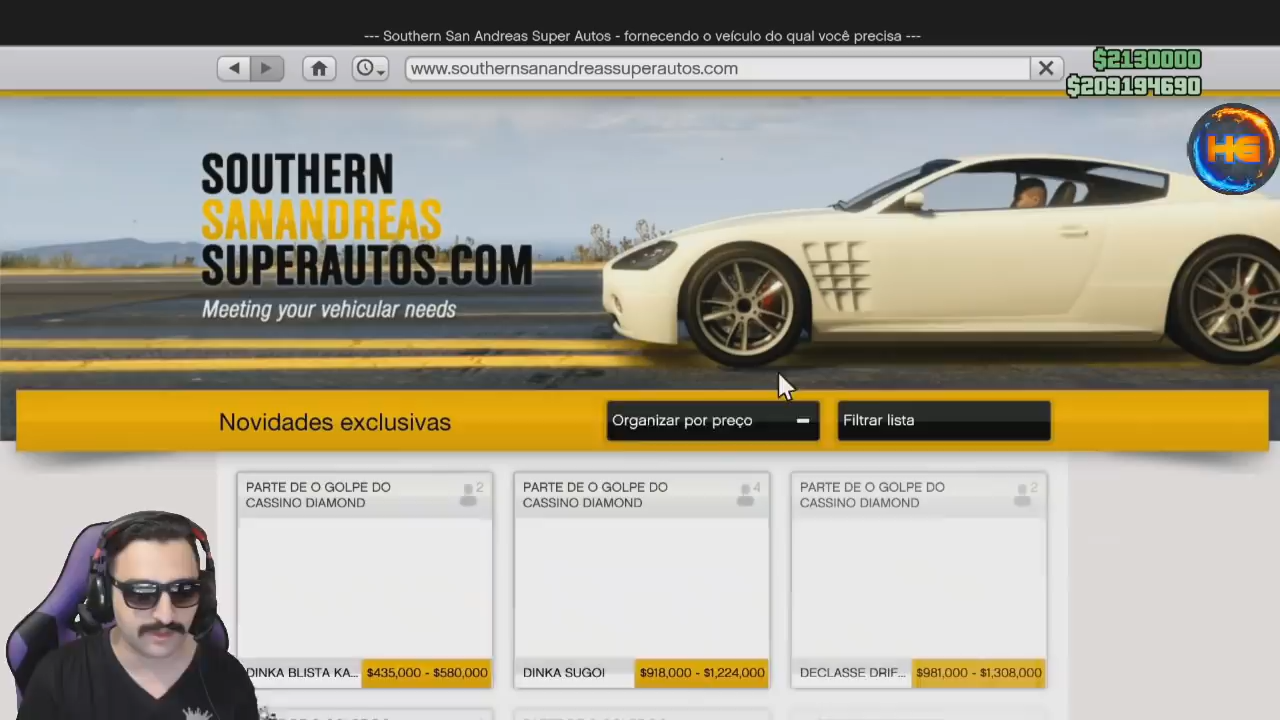 --- Southern San Andreas Super Autos - fornecendo o veículo do qual você precisa ---
www.southernsanandreassuperautos.com
$2130000
$209194690
HG
SOUTHERN
SANANDREAS
SUPERAUTOS.COM
Meeting your vehicular needs
Novidades exclusivas
Organizar por preço
Filtrar lista
PARTE DE O GOLPE DO
CASSINO DIAMOND
2
DINKA BLISTA KA... $435,000 - $580,000
PARTE DE O GOLPE DO
CASSINO DIAMOND
4
DINKA SUGOI $918,000 - $1,224,000
PARTE DE O GOLPE DO
CASSINO DIAMOND
2
DECLASSE DRIF... $981,000 - $1,308,000